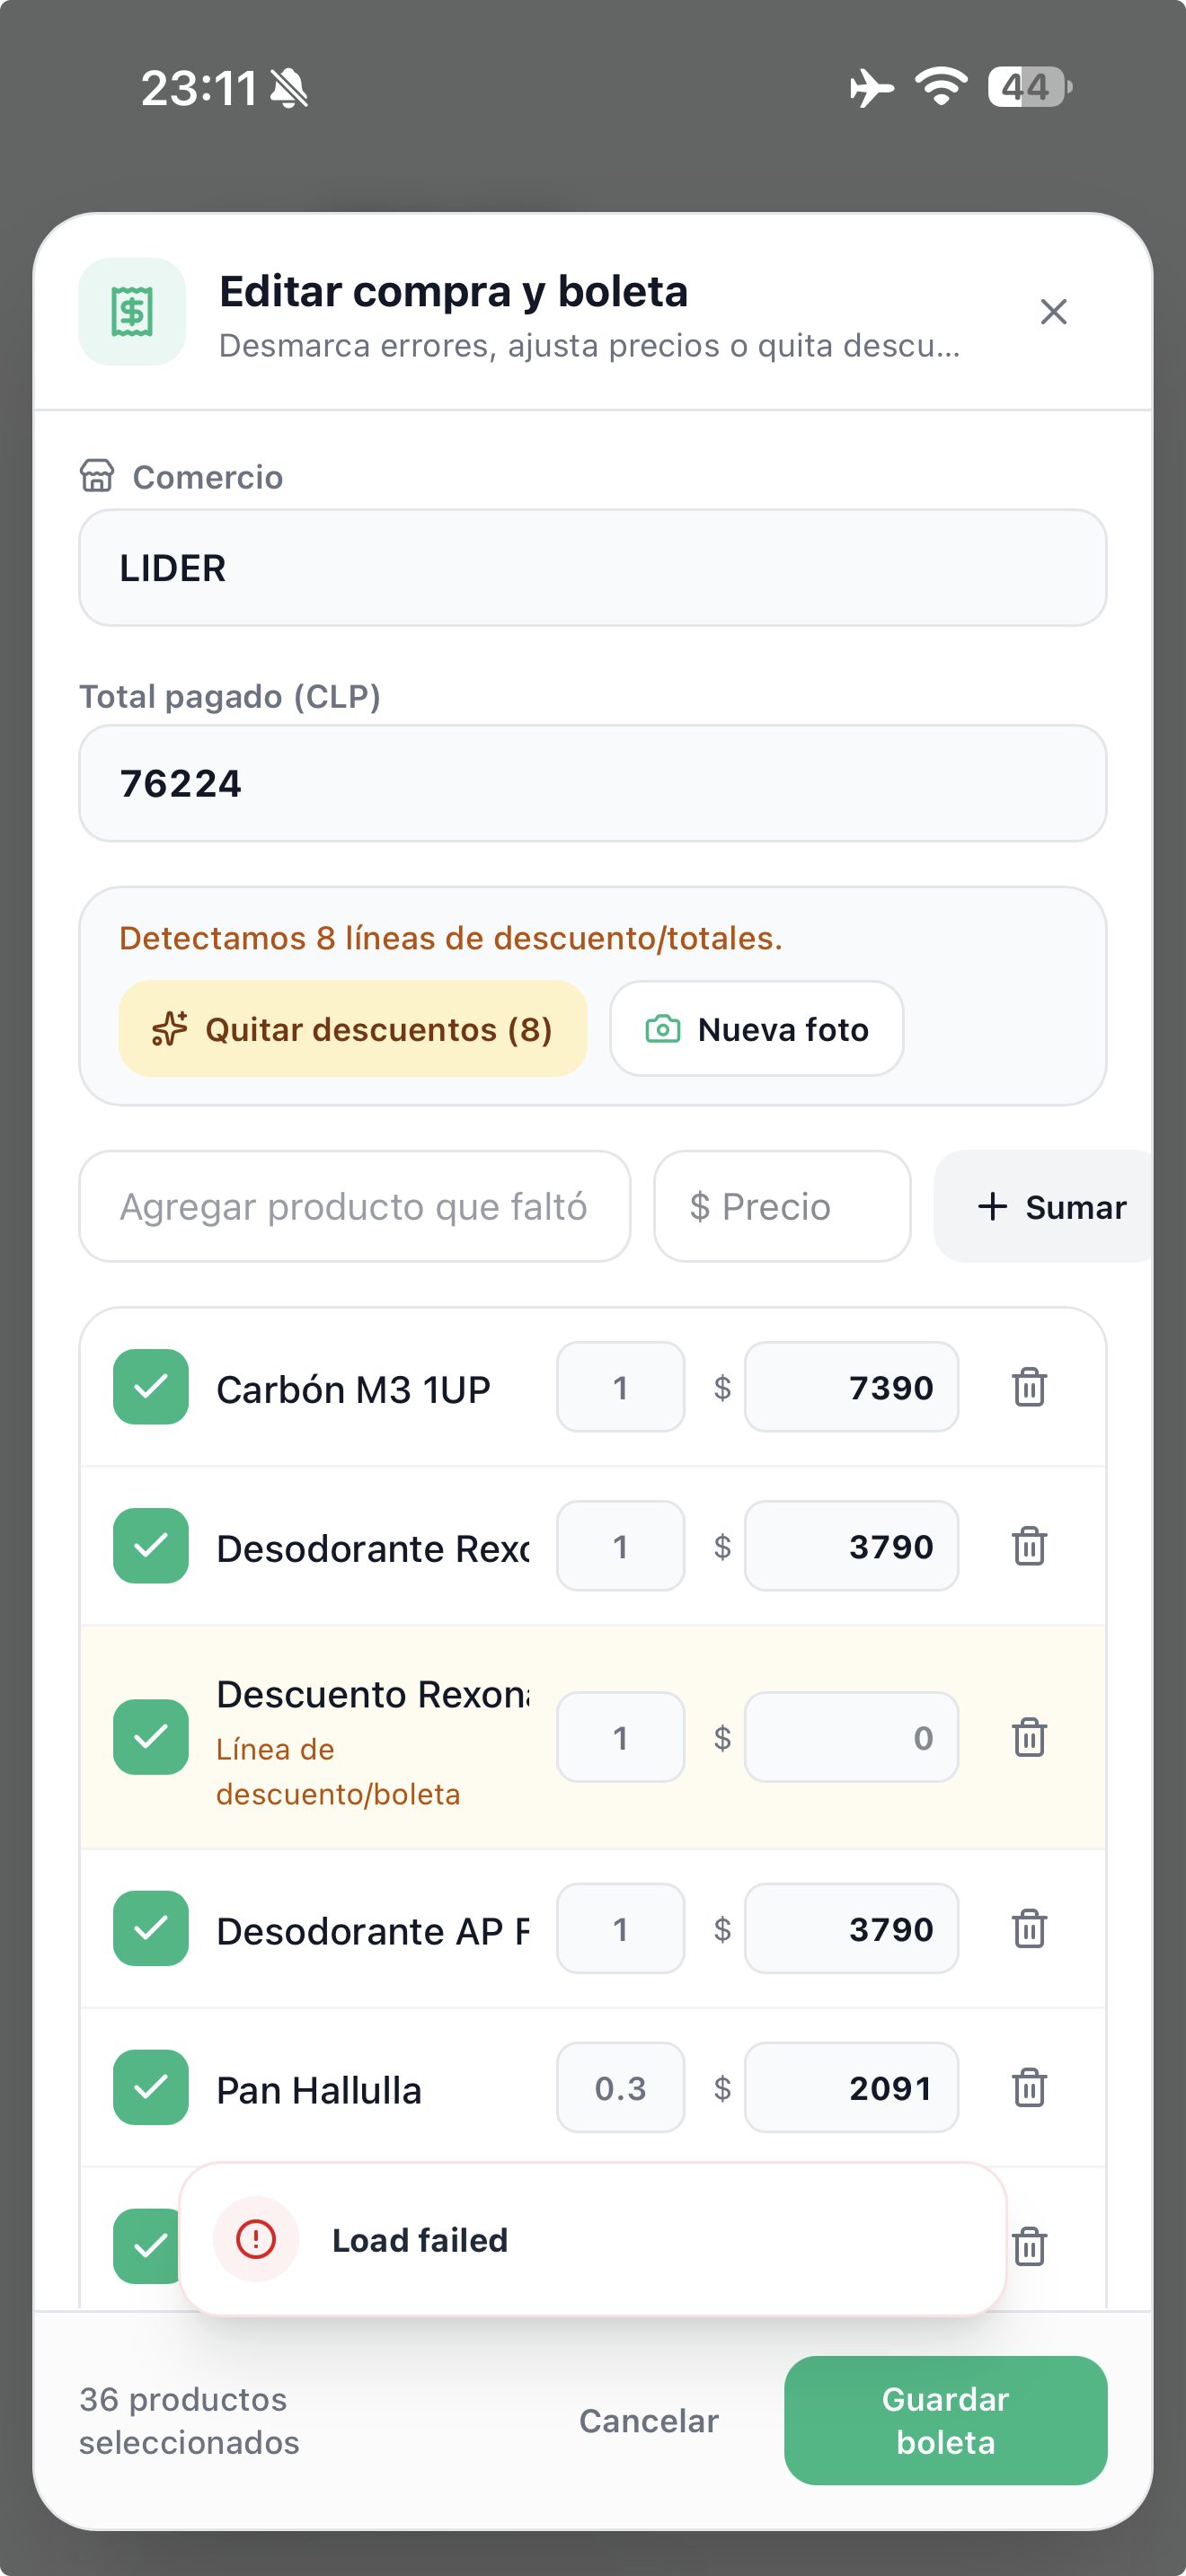 23:11
44
Editar compra y boleta
Desmarca errores, ajusta precios o quita descu...
Comercio
LIDER
Total pagado (CLP)
76224
Detectamos 8 líneas de descuento/totales.
Quitar descuentos (8)
Nueva foto
Agregar producto que faltó
$ Precio
+ Sumar
Carbón M3 1UP
1
$
7390
Desodorante Rexo
1
$
3790
Descuento Rexona
Línea de
descuento/boleta
1
$
0
Desodorante AP
1
$
3790
Pan Hallulla
0.3
$
2091
Load failed
36 productos
seleccionados
Cancelar
Guardar
boleta